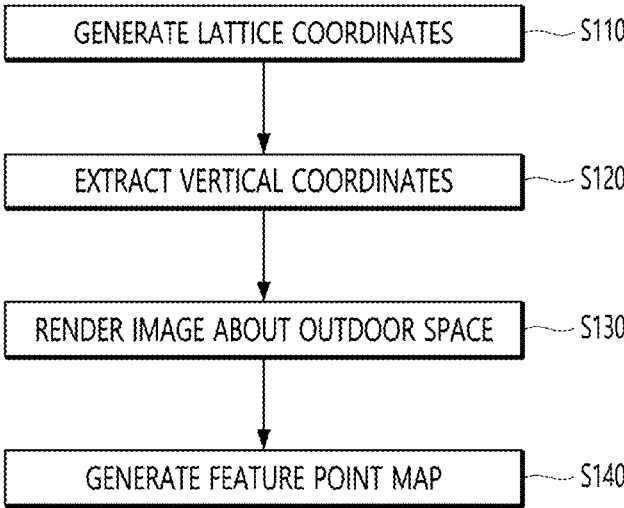 GENERATE LATTICE COORDINATES S110
EXTRACT VERTICAL COORDINATES S120
RENDER IMAGE ABOUT OUTDOOR SPACE S130
GENERATE FEATURE POINT MAP S140